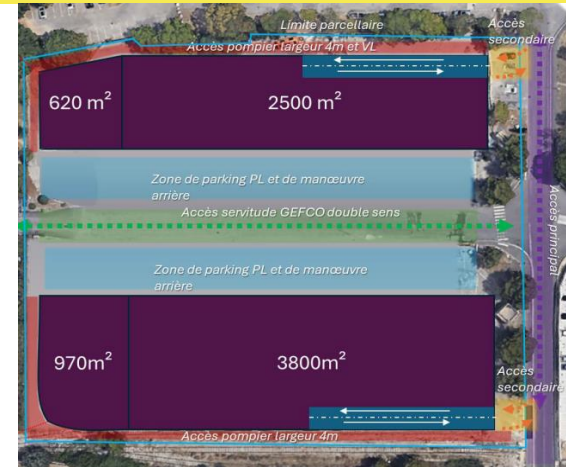 Limite parcellaire
Accès
secondaire
Accès pompier largeur 4m et VL
620 m²
2500 m²
Zone de parking PL et de manœuvre
arrière
Accès servitude GEFCO double sens
Accès principal
Zone de parking PL et de manœuvre
arrière
970m²
3800m²
Accès
secondaire
Accès pompier largeur 4m